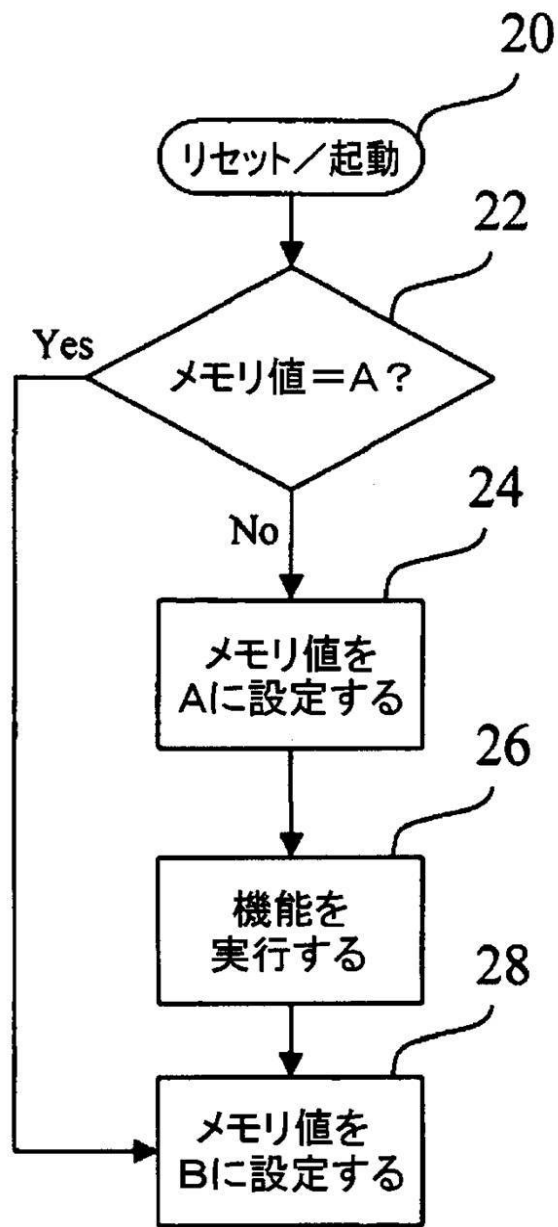 20
リセット／起動
22
Yes
メモリ値＝A？
No
24
メモリ値を
Aに設定する
26
機能を
実行する
28
メモリ値を
Bに設定する